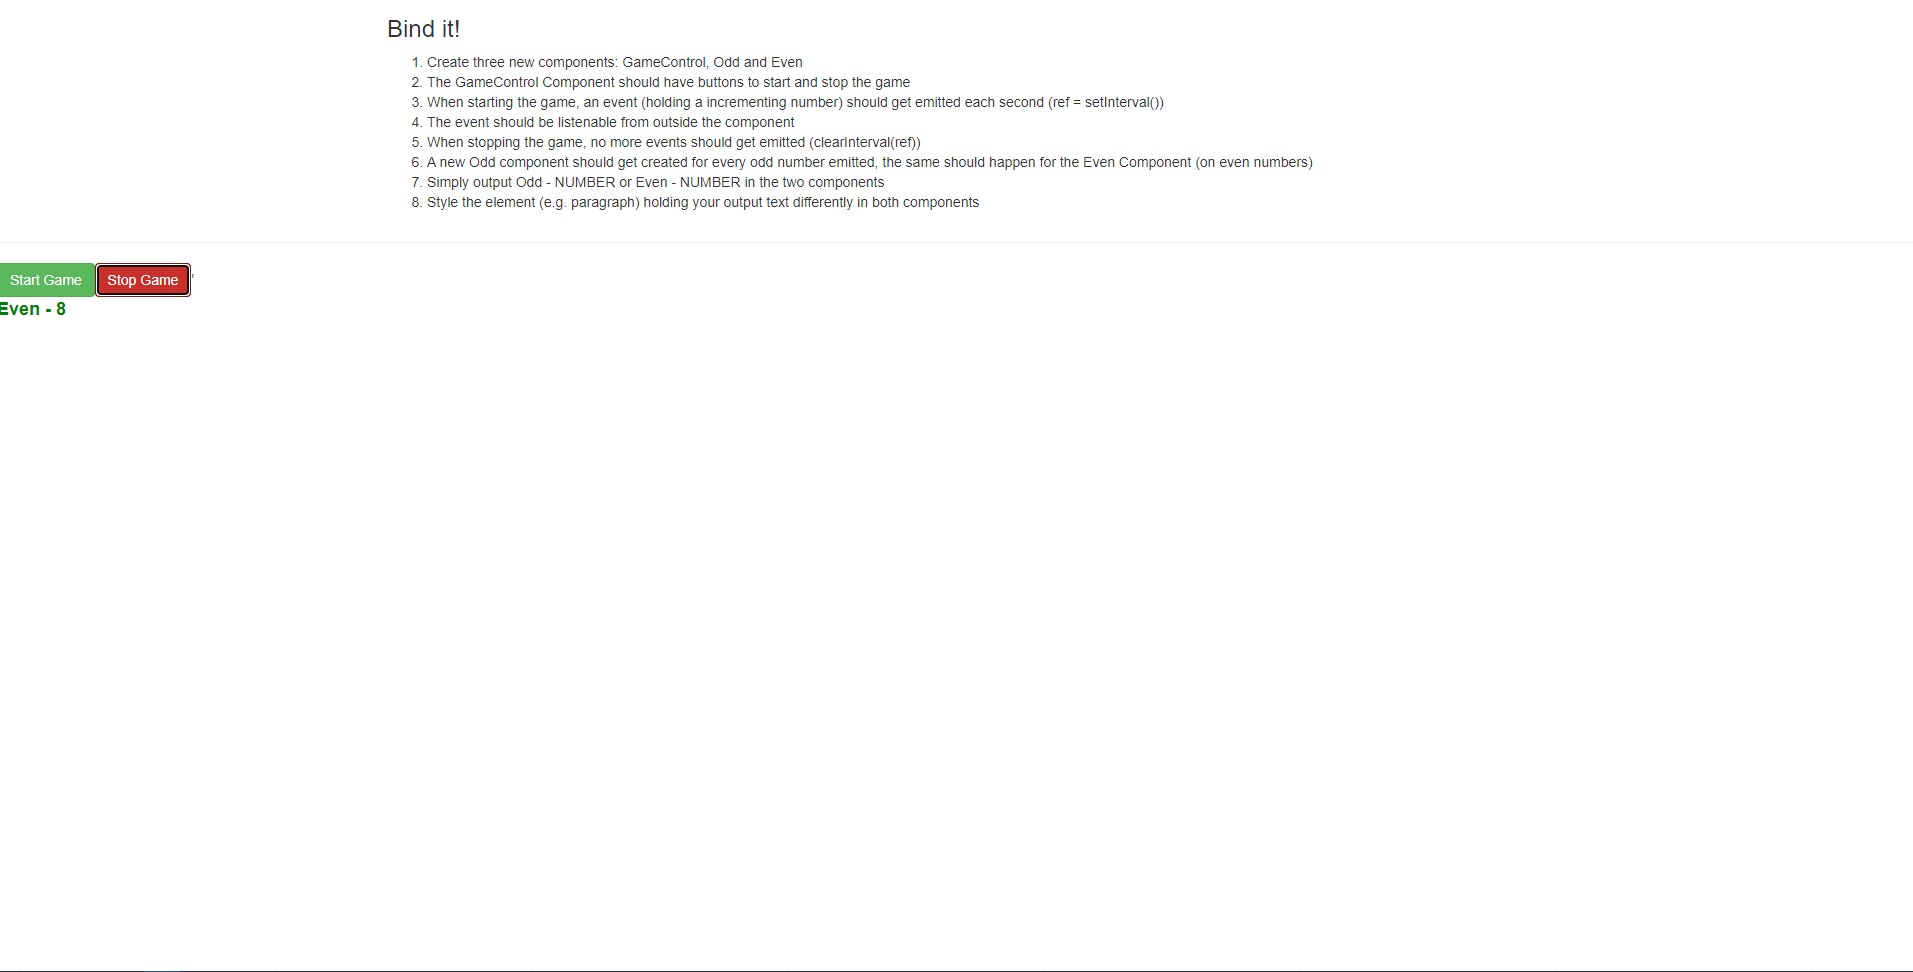 Bind it!
1. Create three new components: GameControl, Odd and Even
2. The GameControl Component should have buttons to start and stop the game
3. When starting the game, an event (holding a incrementing number) should get emitted each second (ref = setInterval())
4. The event should be listenable from outside the component
5. When stopping the game, no more events should get emitted (clearInterval(ref))
6. A new Odd component should get created for every odd number emitted, the same should happen for the Even Component (on even numbers)
7. Simply output Odd - NUMBER or Even - NUMBER in the two components
8. Style the element (e.g. paragraph) holding your output text differently in both components
Start Game Stop Game '
Even - 8